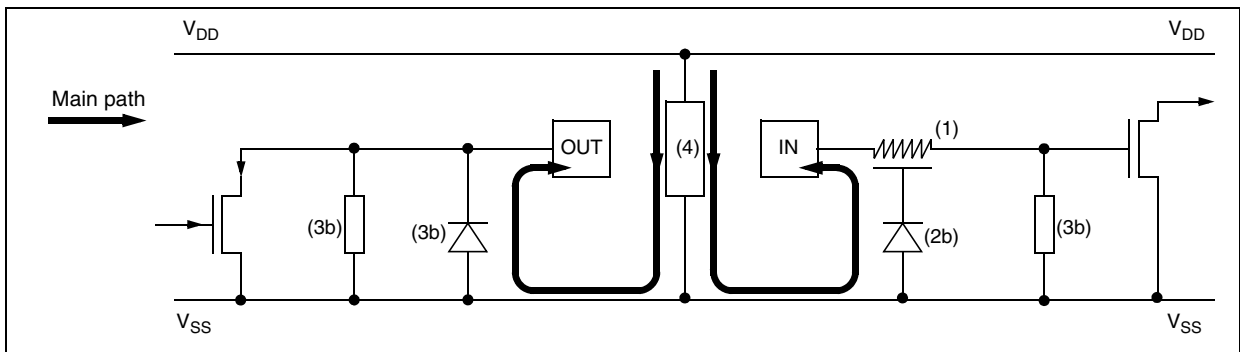 VDD
VDD
Main path
OUT
(4)
IN
(1)
(3b)
(3b)
(2b)
(3b)
VSS
VSS